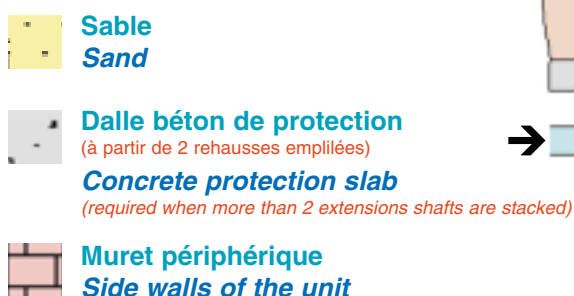 Sable
Sand
Dalle béton de protection
(à partir de 2 rehausses emplilées)
Concrete protection slab
(required when more than 2 extensions shafts are stacked)
Muret périphérique
Side walls of the unit